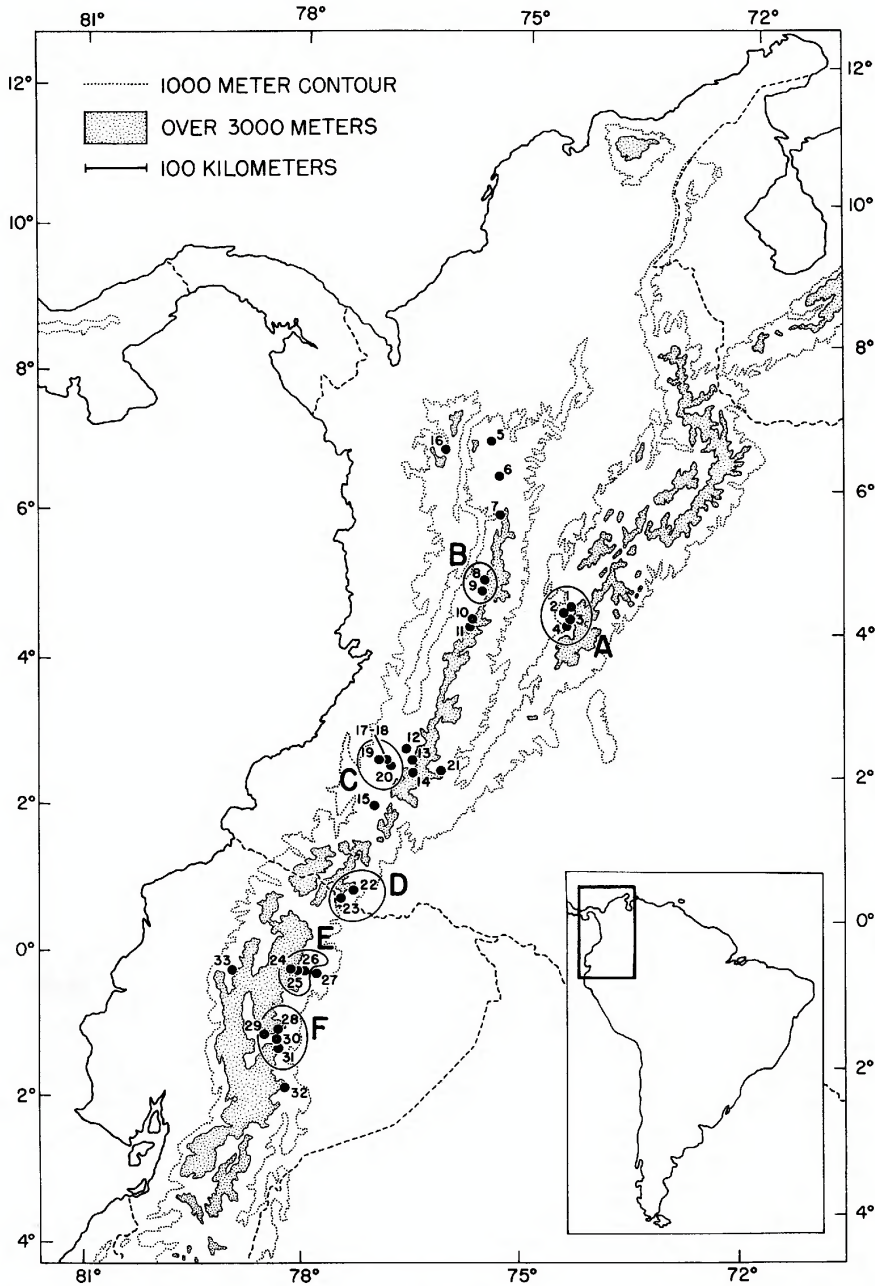 81° 78° 75° 72°
12° 12°
1000 METER CONTOUR
OVER 3000 METERS
100 KILOMETERS
10° 10°
8° 8°
16 5
6
6° 6°
7
B
8
9
1
2
3
4
10
11
4° 4°
A
17-18
12
19 13
20 14 21
C
2° 2°
15
D
22
23
0° 0°
E
33 24 26
25 27
28 F
29 30
31
2° 2°
32
4° 4°
81° 78° 75° 72°